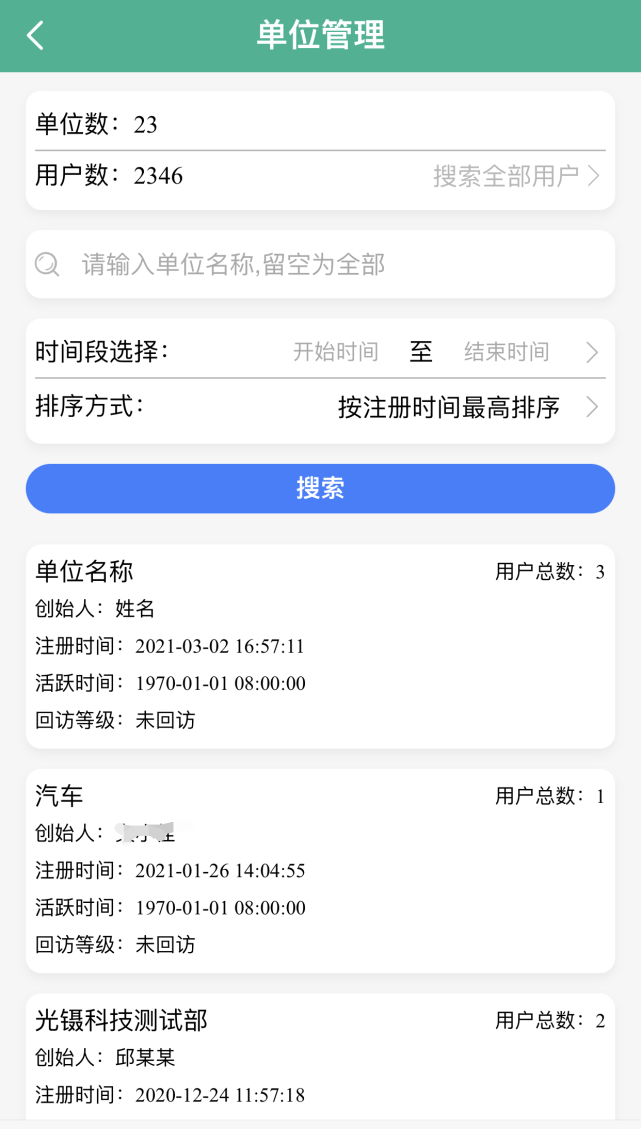 单位管理
单位数：23
用户数：2346 搜索全部用户
请输入单位名称,留空为全部
时间段选择： 开始时间 至 结束时间
排序方式： 按注册时间最高排序
搜索
单位名称 用户总数：3
创始人：姓名
注册时间：2021-03-02 16:57:11
活跃时间：1970-01-01 08:00:00
回访等级：未回访
汽车 用户总数：1
创始人：
注册时间：2021-01-26 14:04:55
活跃时间：1970-01-01 08:00:00
回访等级：未回访
光镊科技测试部 用户总数：2
创始人：邱某某
注册时间：2020-12-24 11:57:18